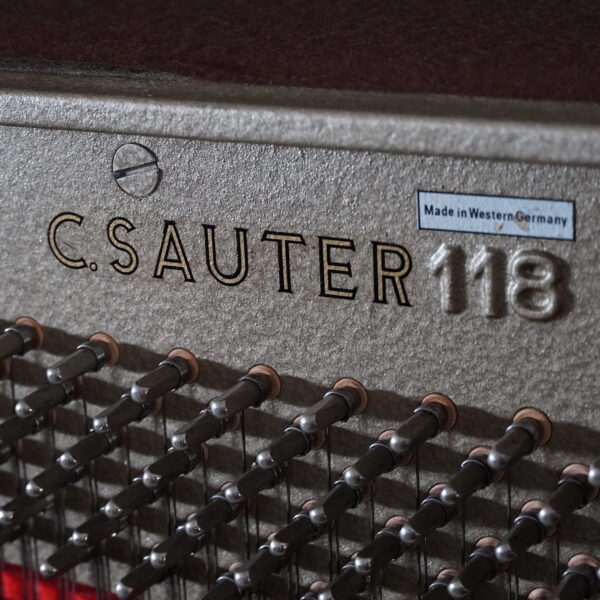 Made in Western Germany
C. SAUTER 118